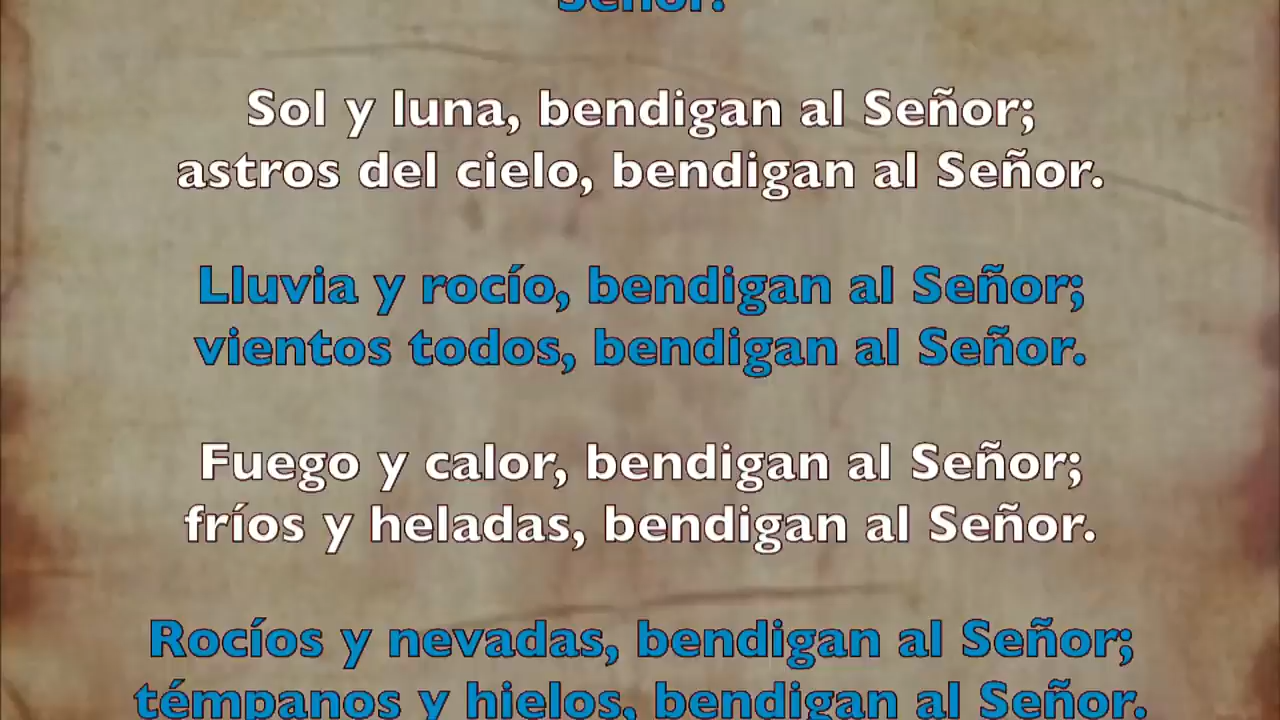 Señor.
Sol y luna, bendigan al Señor;
astros del cielo, bendigan al Señor.
Lluvia y rocío, bendigan al Señor;
vientos todos, bendigan al Señor.
Fuego y calor, bendigan al Señor;
fríos y heladas, bendigan al Señor.
Rocíos y nevadas, bendigan al Señor;
témpanos y hielos, bendigan al Señor.